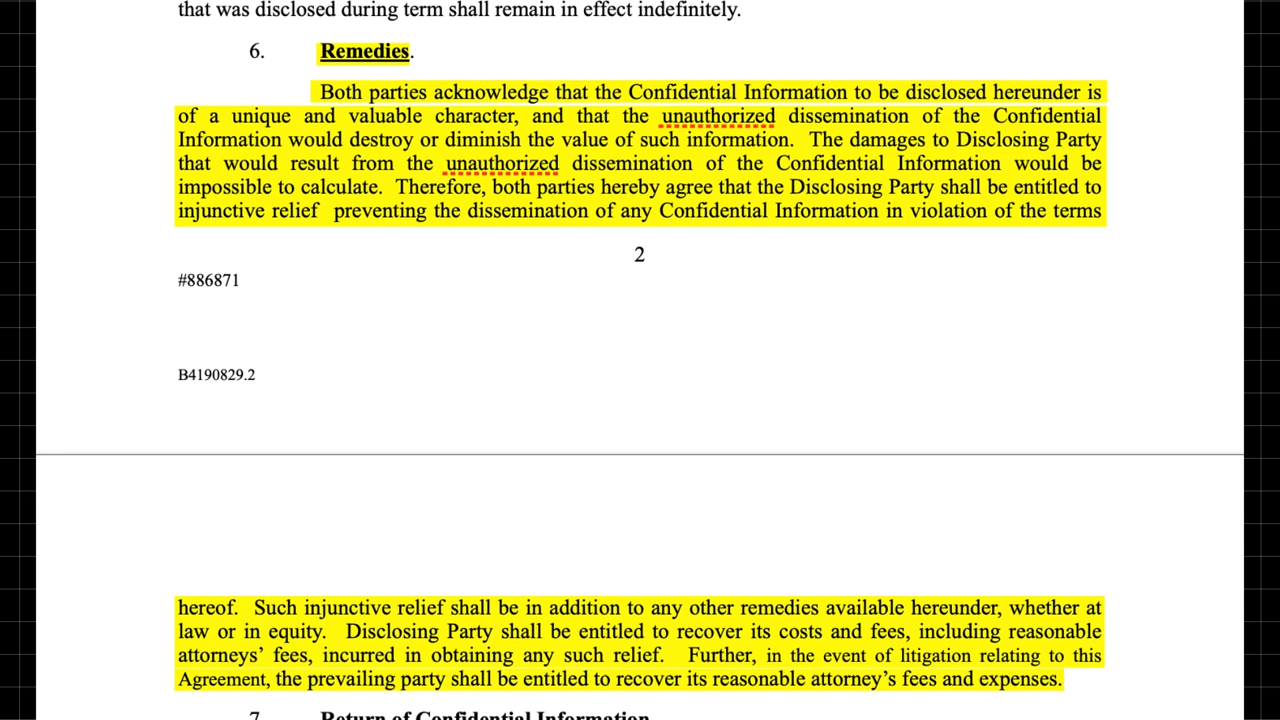 that was disclosed during term shall remain in effect indefinitely.
6. Remedies.
Both parties acknowledge that the Confidential Information to be disclosed hereunder is
of a unique and valuable character, and that the unauthorized dissemination of the Confidential
Information would destroy or diminish the value of such information. The damages to Disclosing Party
that would result from the unauthorized dissemination of the Confidential Information would be
impossible to calculate. Therefore, both parties hereby agree that the Disclosing Party shall be entitled to
injunctive relief preventing the dissemination of any Confidential Information in violation of the terms
2
#886871
B4190829.2
hereof. Such injunctive relief shall be in addition to any other remedies available hereunder, whether at
law or in equity. Disclosing Party shall be entitled to recover its costs and fees, including reasonable
attorneys’ fees, incurred in obtaining any such relief. Further, in the event of litigation relating to this
Agreement, the prevailing party shall be entitled to recover its reasonable attorney’s fees and expenses.
7. Return of Confidential Information